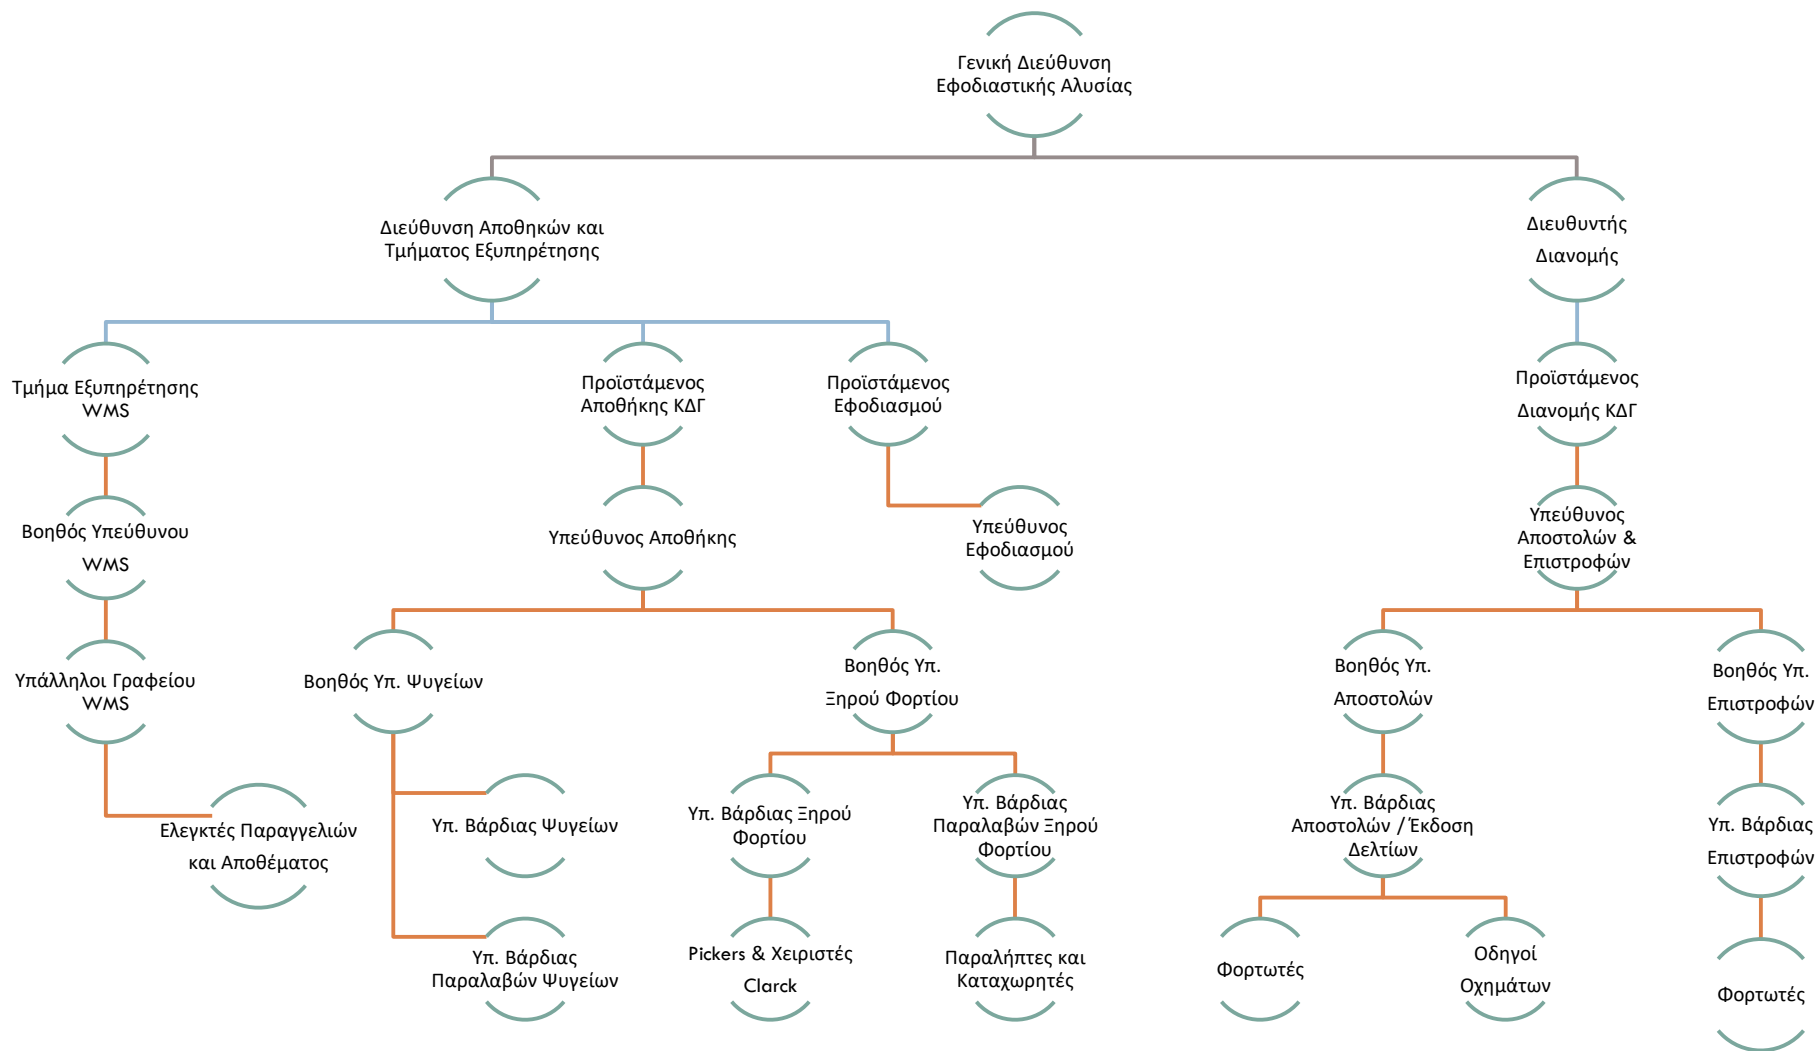 Γενική Διεύθυνση
Εφοδιαστικής Αλυσίας
Διεύθυνση Αποθηκών και
Τμήματος Εξυπηρέτησης
Διευθυντής
Διανομής
Τμήμα Εξυπηρέτησης
WMS
Προϊστάμενος
Αποθήκης ΚΔΓ
Προϊστάμενος
Εφοδιασμού
Προϊστάμενος
Διανομής ΚΔΓ
Βοηθός Υπεύθυνου
WMS
Υπεύθυνος Αποθήκης
Υπεύθυνος
Εφοδιασμού
Υπεύθυνος
Αποστολών &
Επιστροφών
Υπάλληλοι Γραφείου
WMS
Βοηθός Υπ. Ψυγείων
Βοηθός Υπ.
Ξηρού Φορτίου
Βοηθός Υπ.
Αποστολών
Βοηθός Υπ.
Επιστροφών
Ελεγκτές Παραγγελιών
και Αποθέματος
Υπ. Βάρδιας Ψυγείων
Υπ. Βάρδιας Ξηρού
Φορτίου
Υπ. Βάρδιας
Παραλαβών Ξηρού
Φορτίου
Υπ. Βάρδιας
Αποστολών / Έκδοση
Δελτίων
Υπ. Βάρδιας
Επιστροφών
Υπ. Βάρδιας
Παραλαβών Ψυγείων
Pickers & Χειριστές
Clarck
Παραλήπτες και
Καταχωρητές
Φορτωτές
Οδηγοί
Οχημάτων
Φορτωτές